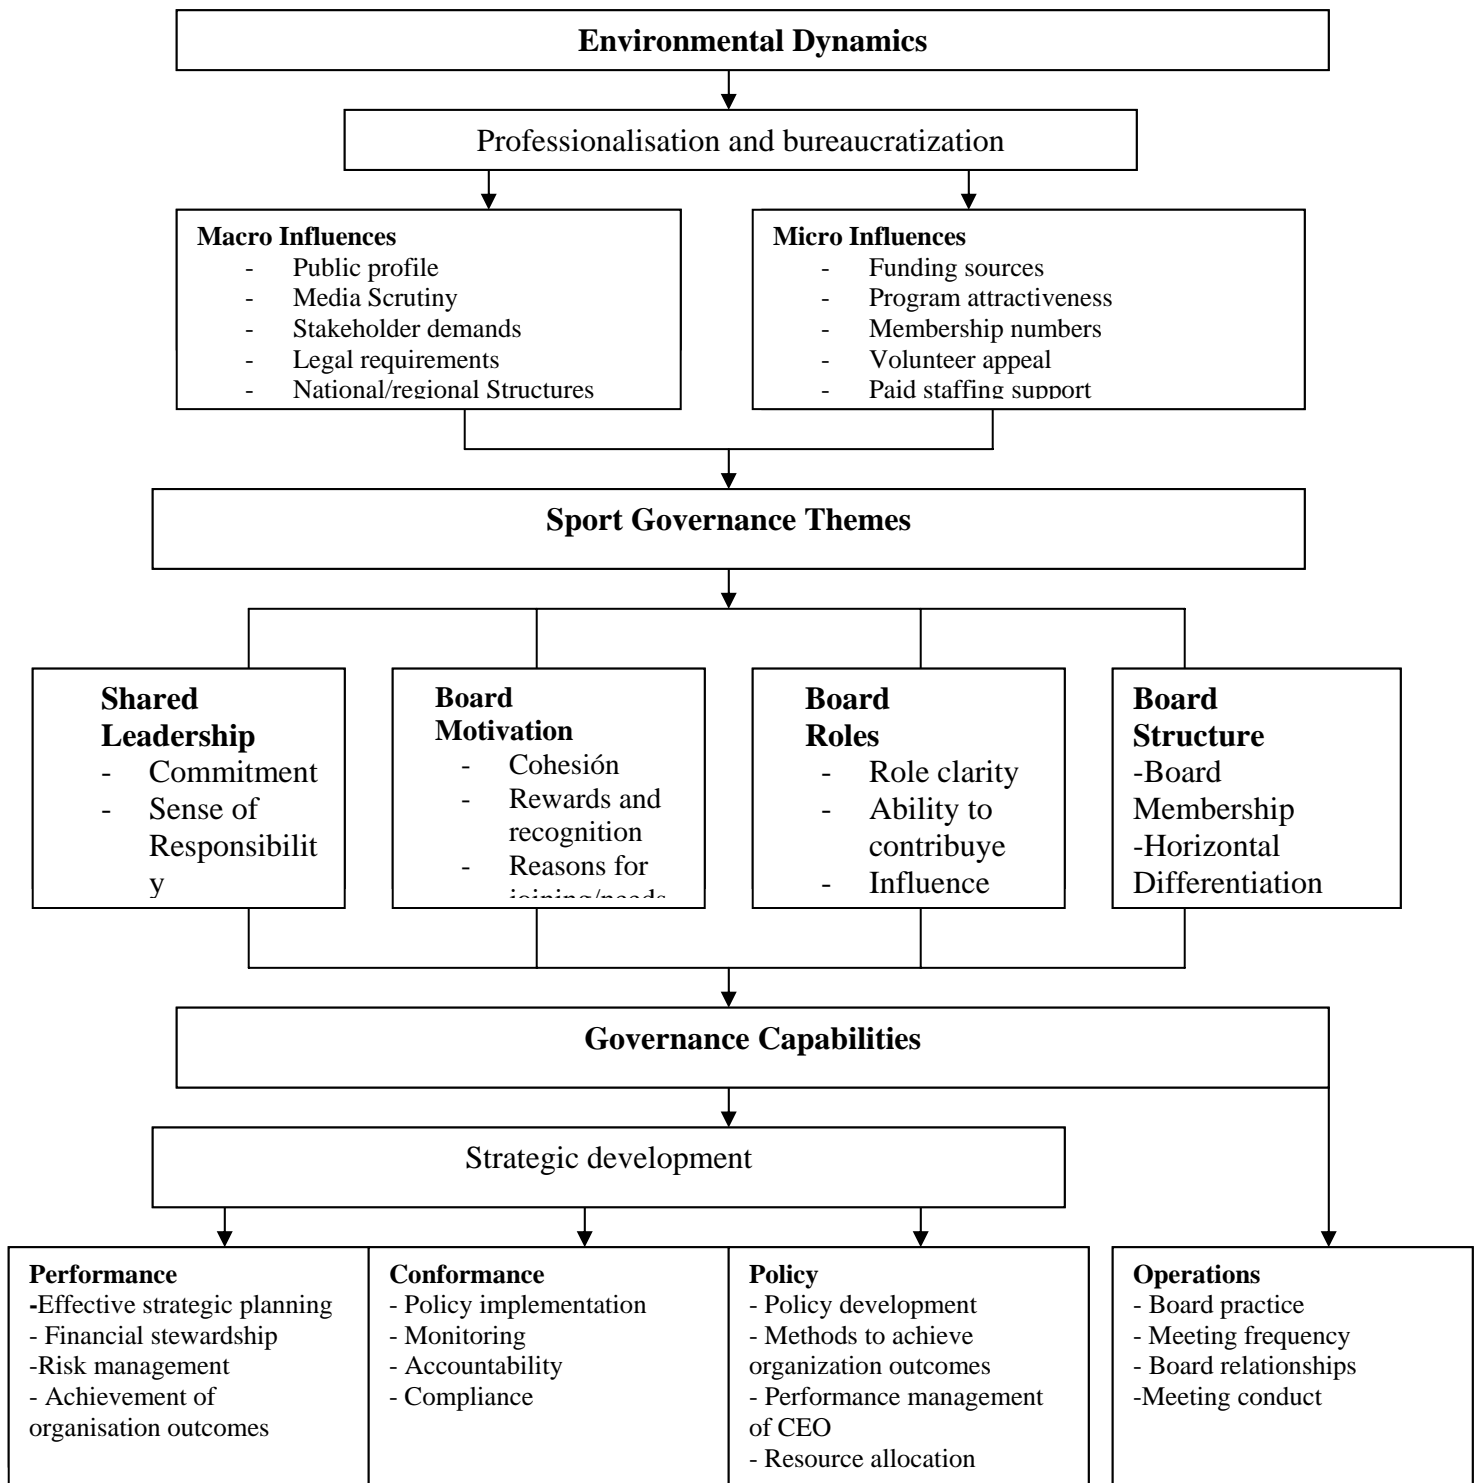 Environmental Dynamics
Professionalisation and bureaucratization
Macro Influences
- Public profile
- Media Scrutiny
- Stakeholder demands
- Legal requirements
- National/regional Structures
Micro Influences
- Funding sources
- Program attractiveness
- Membership numbers
- Volunteer appeal
- Paid staffing support
Sport Governance Themes
Shared
Leadership
- Commitment
- Sense of
Responsibilit
y
Board
Motivation
- Cohesión
- Rewards and
recognition
- Reasons for
joining/needs
Board
Roles
- Role clarity
- Ability to
contribuye
- Influence
Board
Structure
-Board
Membership
-Horizontal
Differentiation
Governance Capabilities
Strategic development
Performance
-Effective strategic planning
- Financial stewardship
-Risk management
- Achievement of
organisation outcomes
Conformance
- Policy implementation
- Monitoring
- Accountability
- Compliance
Policy
- Policy development
- Methods to achieve
organization outcomes
- Performance management
of CEO
- Resource allocation
Operations
- Board practice
- Meeting frequency
- Board relationships
-Meeting conduct